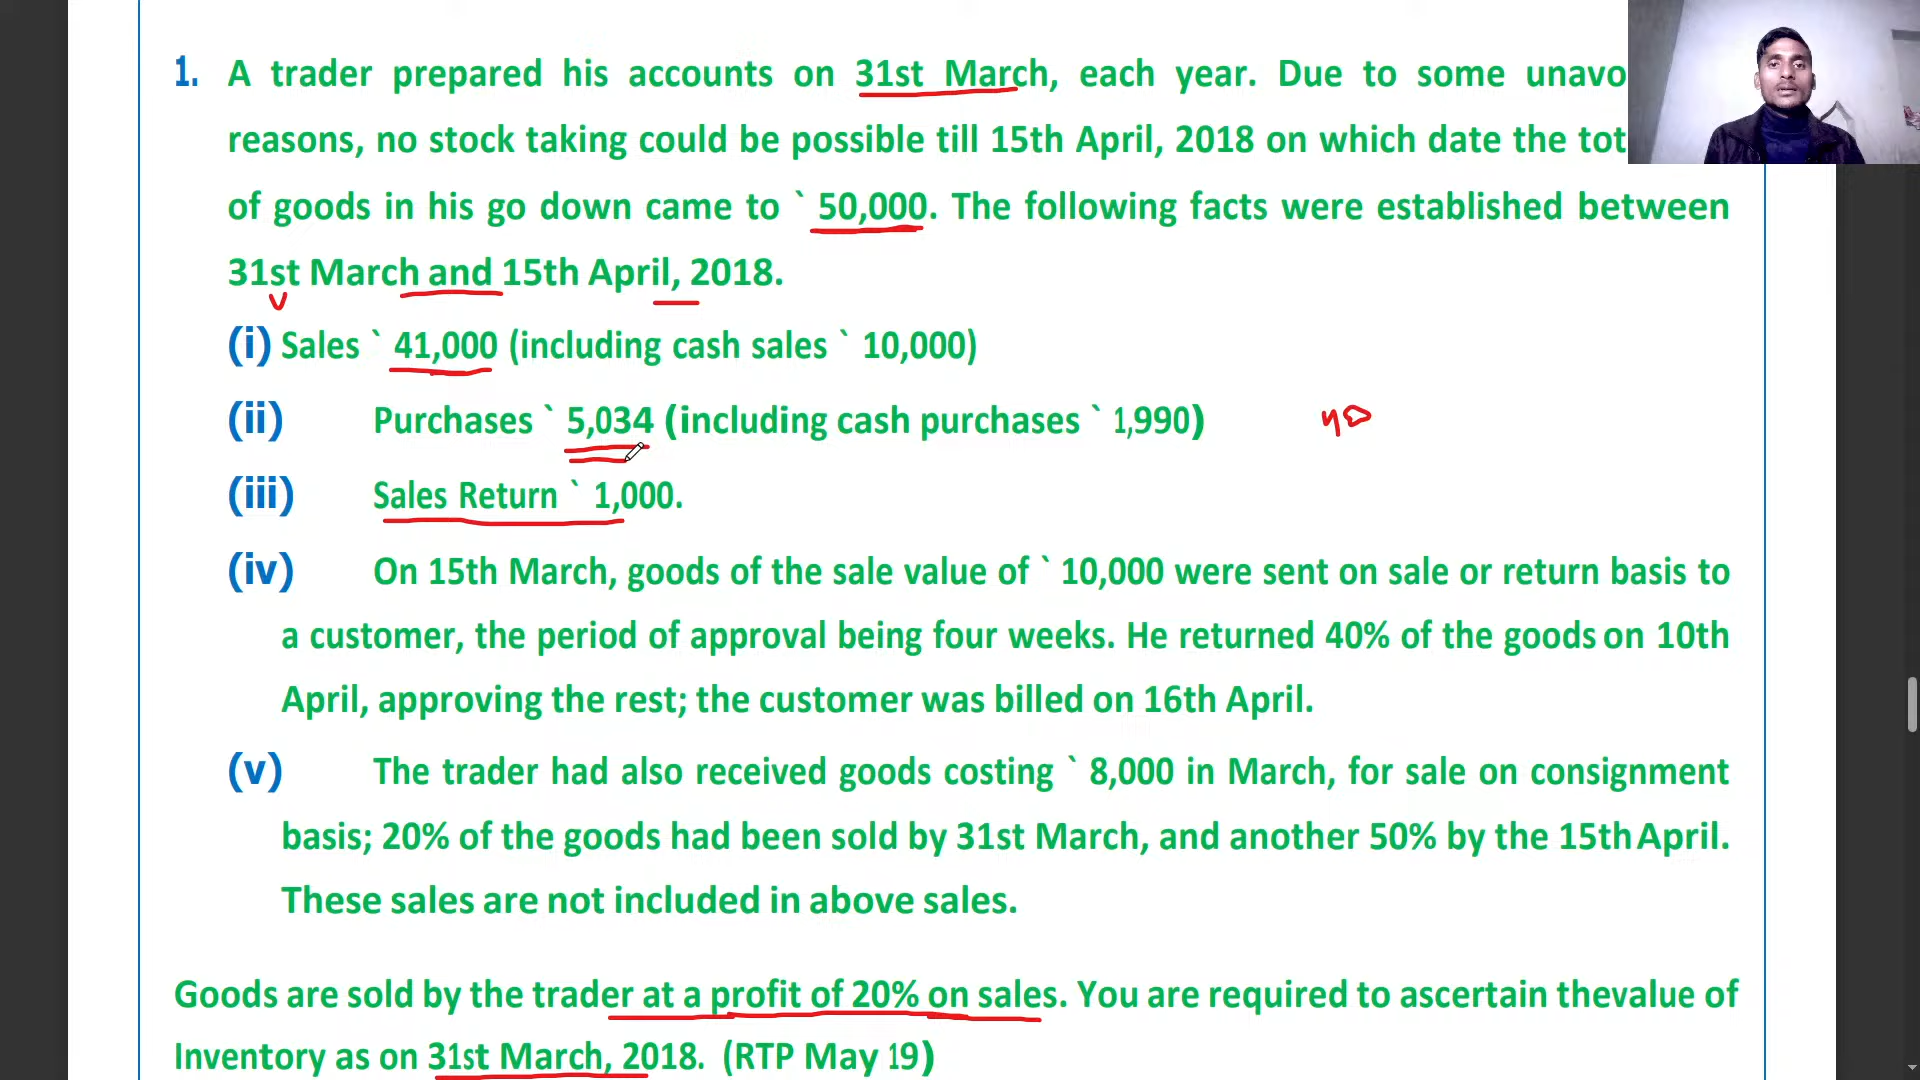 1. A trader prepared his accounts on 31st March, each year. Due to some unavo
reasons, no stock taking could be possible till 15th April, 2018 on which date the tot
of goods in his go down came to ` 50,000. The following facts were established between
31st March and 15th April, 2018.
(i) Sales ` 41,000 (including cash sales ` 10,000)
(ii) Purchases ` 5,034 (including cash purchases ` 1,990)
(iii) Sales Return ` 1,000.
(iv) On 15th March, goods of the sale value of ` 10,000 were sent on sale or return basis to
a customer, the period of approval being four weeks. He returned 40% of the goods on 10th
April, approving the rest; the customer was billed on 16th April.
(v) The trader had also received goods costing ` 8,000 in March, for sale on consignment
basis; 20% of the goods had been sold by 31st March, and another 50% by the 15th April.
These sales are not included in above sales.
Goods are sold by the trader at a profit of 20% on sales. You are required to ascertain thevalue of
Inventory as on 31st March, 2018. (RTP May 19)